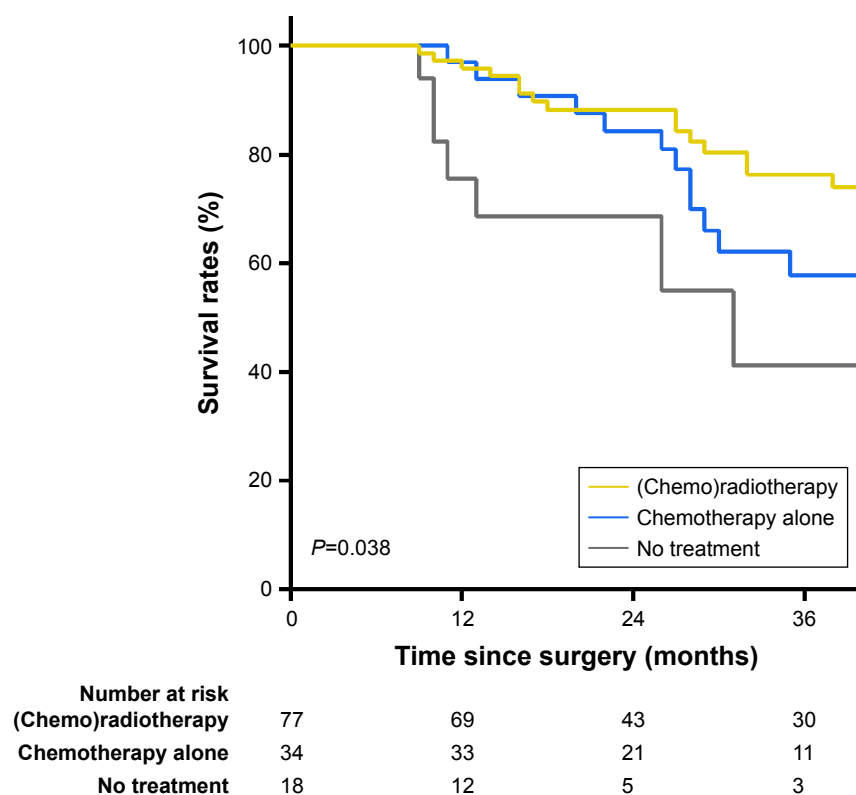 100
80
60
40
20
0
Survival rates (%)
(Chemo)radiotherapy
Chemotherapy alone
No treatment
P=0.038
0 12 24 36
Time since surgery (months)
Number at risk
(Chemo)radiotherapy 77 69 43 30
Chemotherapy alone 34 33 21 11
No treatment 18 12 5 3